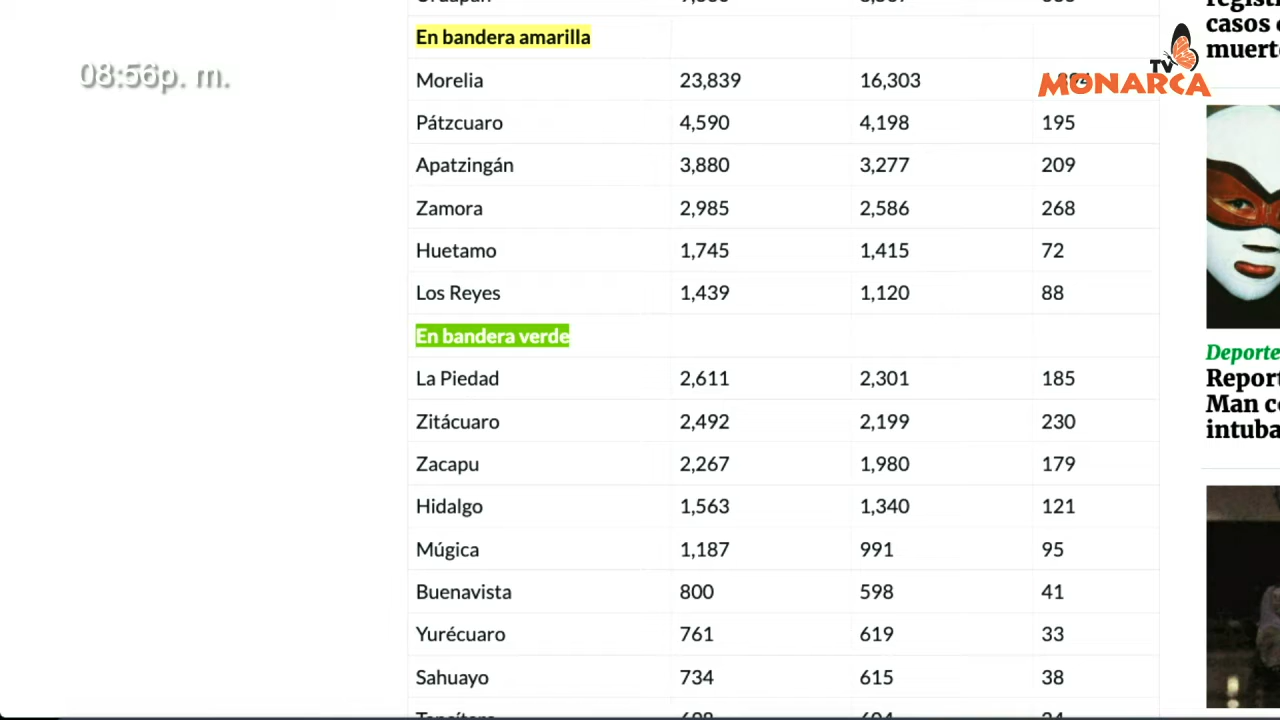 En bandera amarilla
08:56p. m.
TV
MONARCA
Morelia 23,839 16,303
Pátzcuaro 4,590 4,198 195
Apatzingán 3,880 3,277 209
Zamora 2,985 2,586 268
Huetamo 1,745 1,415 72
Los Reyes 1,439 1,120 88
En bandera verde
La Piedad 2,611 2,301 185
Zitácuaro 2,492 2,199 230
Zacapu 2,267 1,980 179
Hidalgo 1,563 1,340 121
Múgica 1,187 991 95
Buenavista 800 598 41
Yurécuaro 761 619 33
Sahuayo 734 615 38
casos
muert
Deporte
Report
Man c
intuba